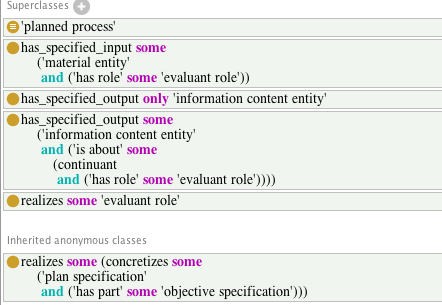 Superclasses
'planned process'
has_specified_input some
('material entity'
and ('has role' some 'evaluant role'))
has_specified_output only 'information content entity'
has_specified_output some
('information content entity'
and ('is about' some
(continuant
and ('has role' some 'evaluant role'))))
realizes some 'evaluant role'
Inherited anonymous classes
realizes some (concretizes some
('plan specification'
and ('has part' some 'objective specification')))